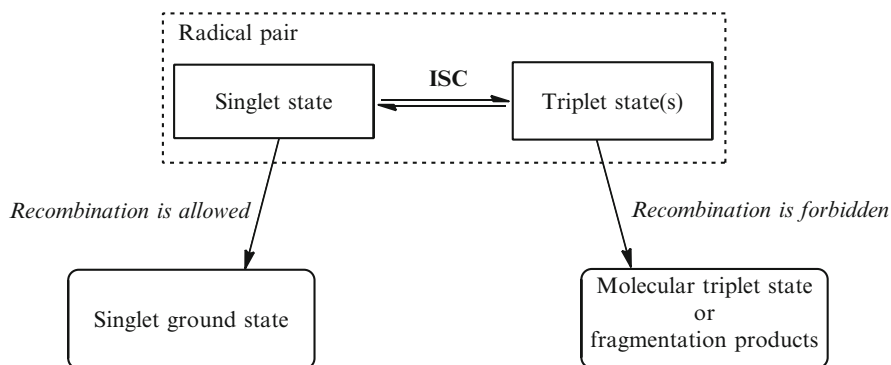 Radical pair
ISC
Singlet state
Triplet state(s)
Recombination is allowed
Recombination is forbidden
Singlet ground state
Molecular triplet state
or
fragmentation products